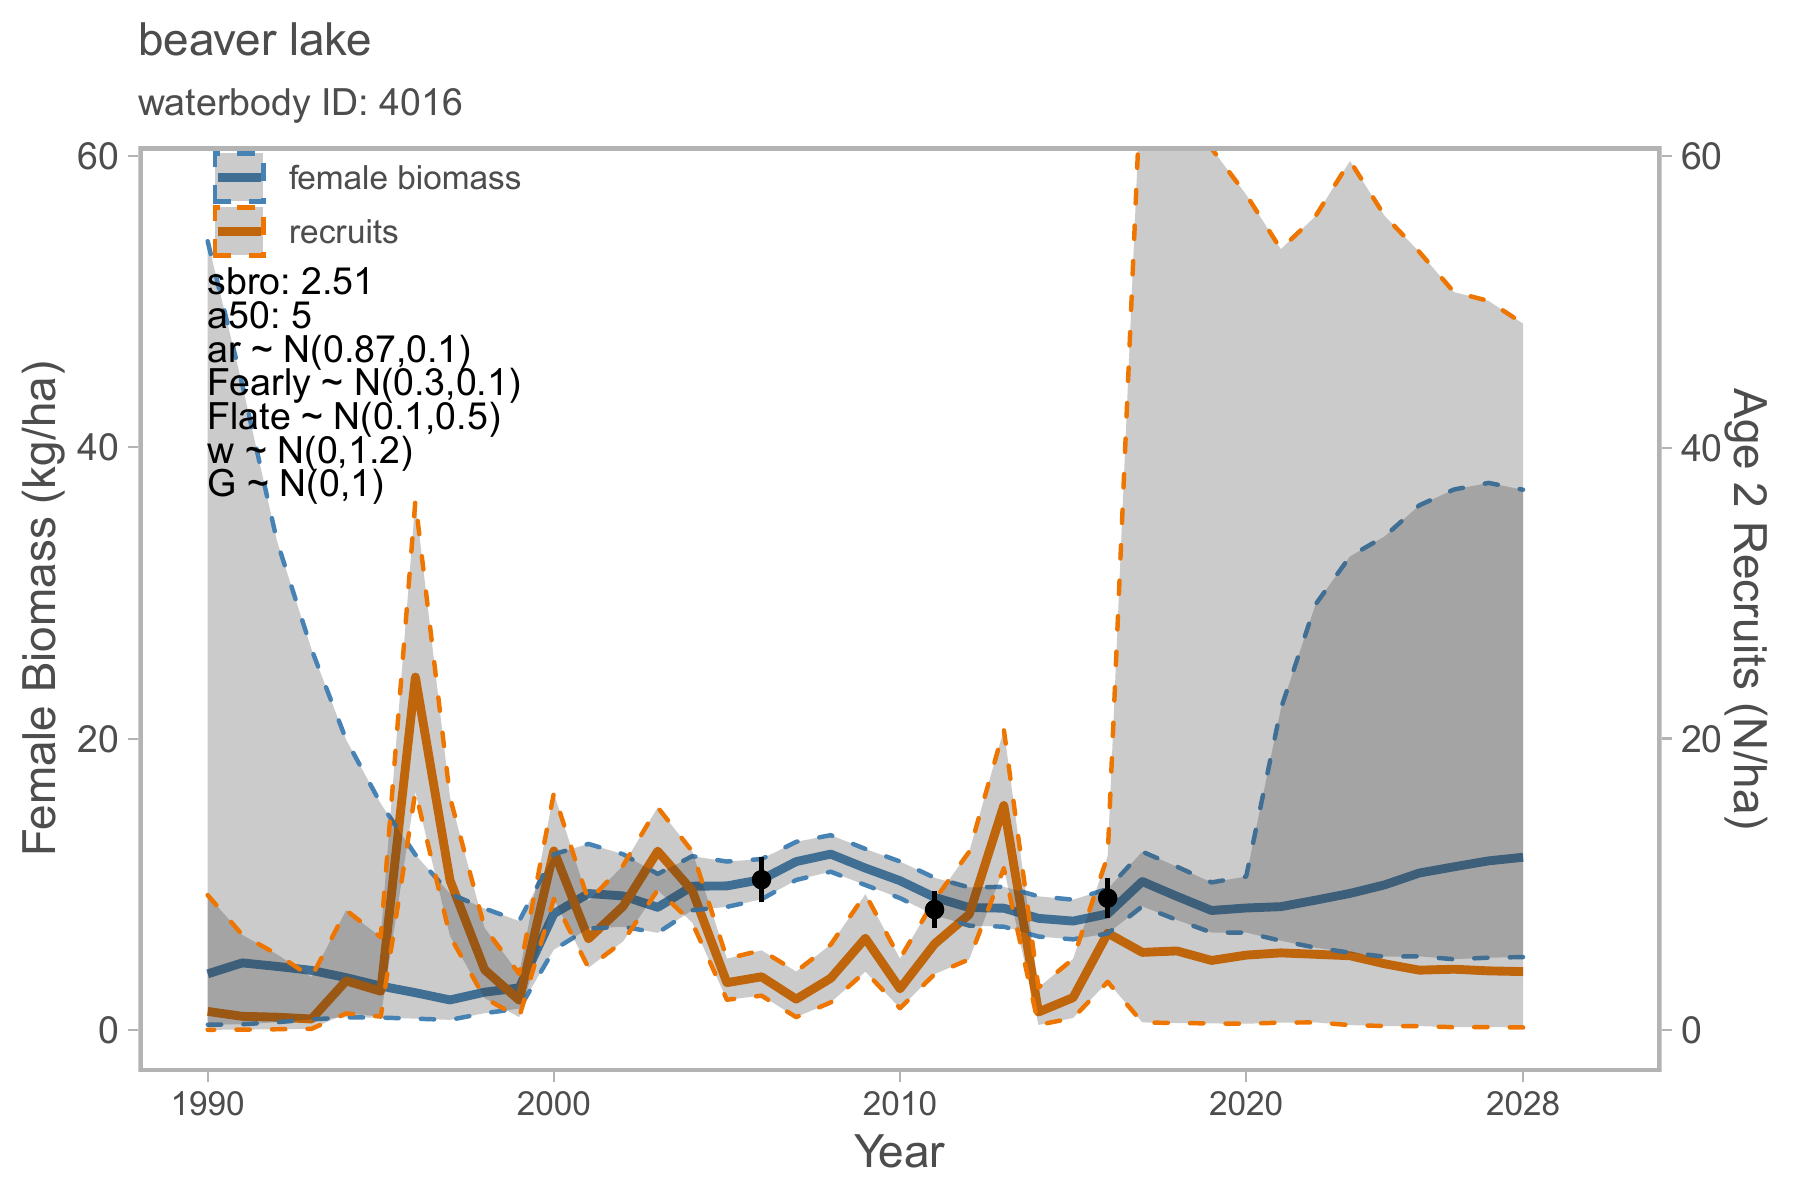 beaver lake
waterbody ID: 4016
female biomass
recruits
sbro: 2.51
a50: 5
ar ~ N(0.87,0.1)
Fearly ~ N(0.3,0.1)
Flate ~ N(0.1,0.5)
w ~ N(0,1.2)
G ~ N(0,1)
Female Biomass (kg/ha)
60
40
20
0
Age 2 Recruits (N/ha)
60
40
20
0
1990 2000 2010 2020 2028
Year